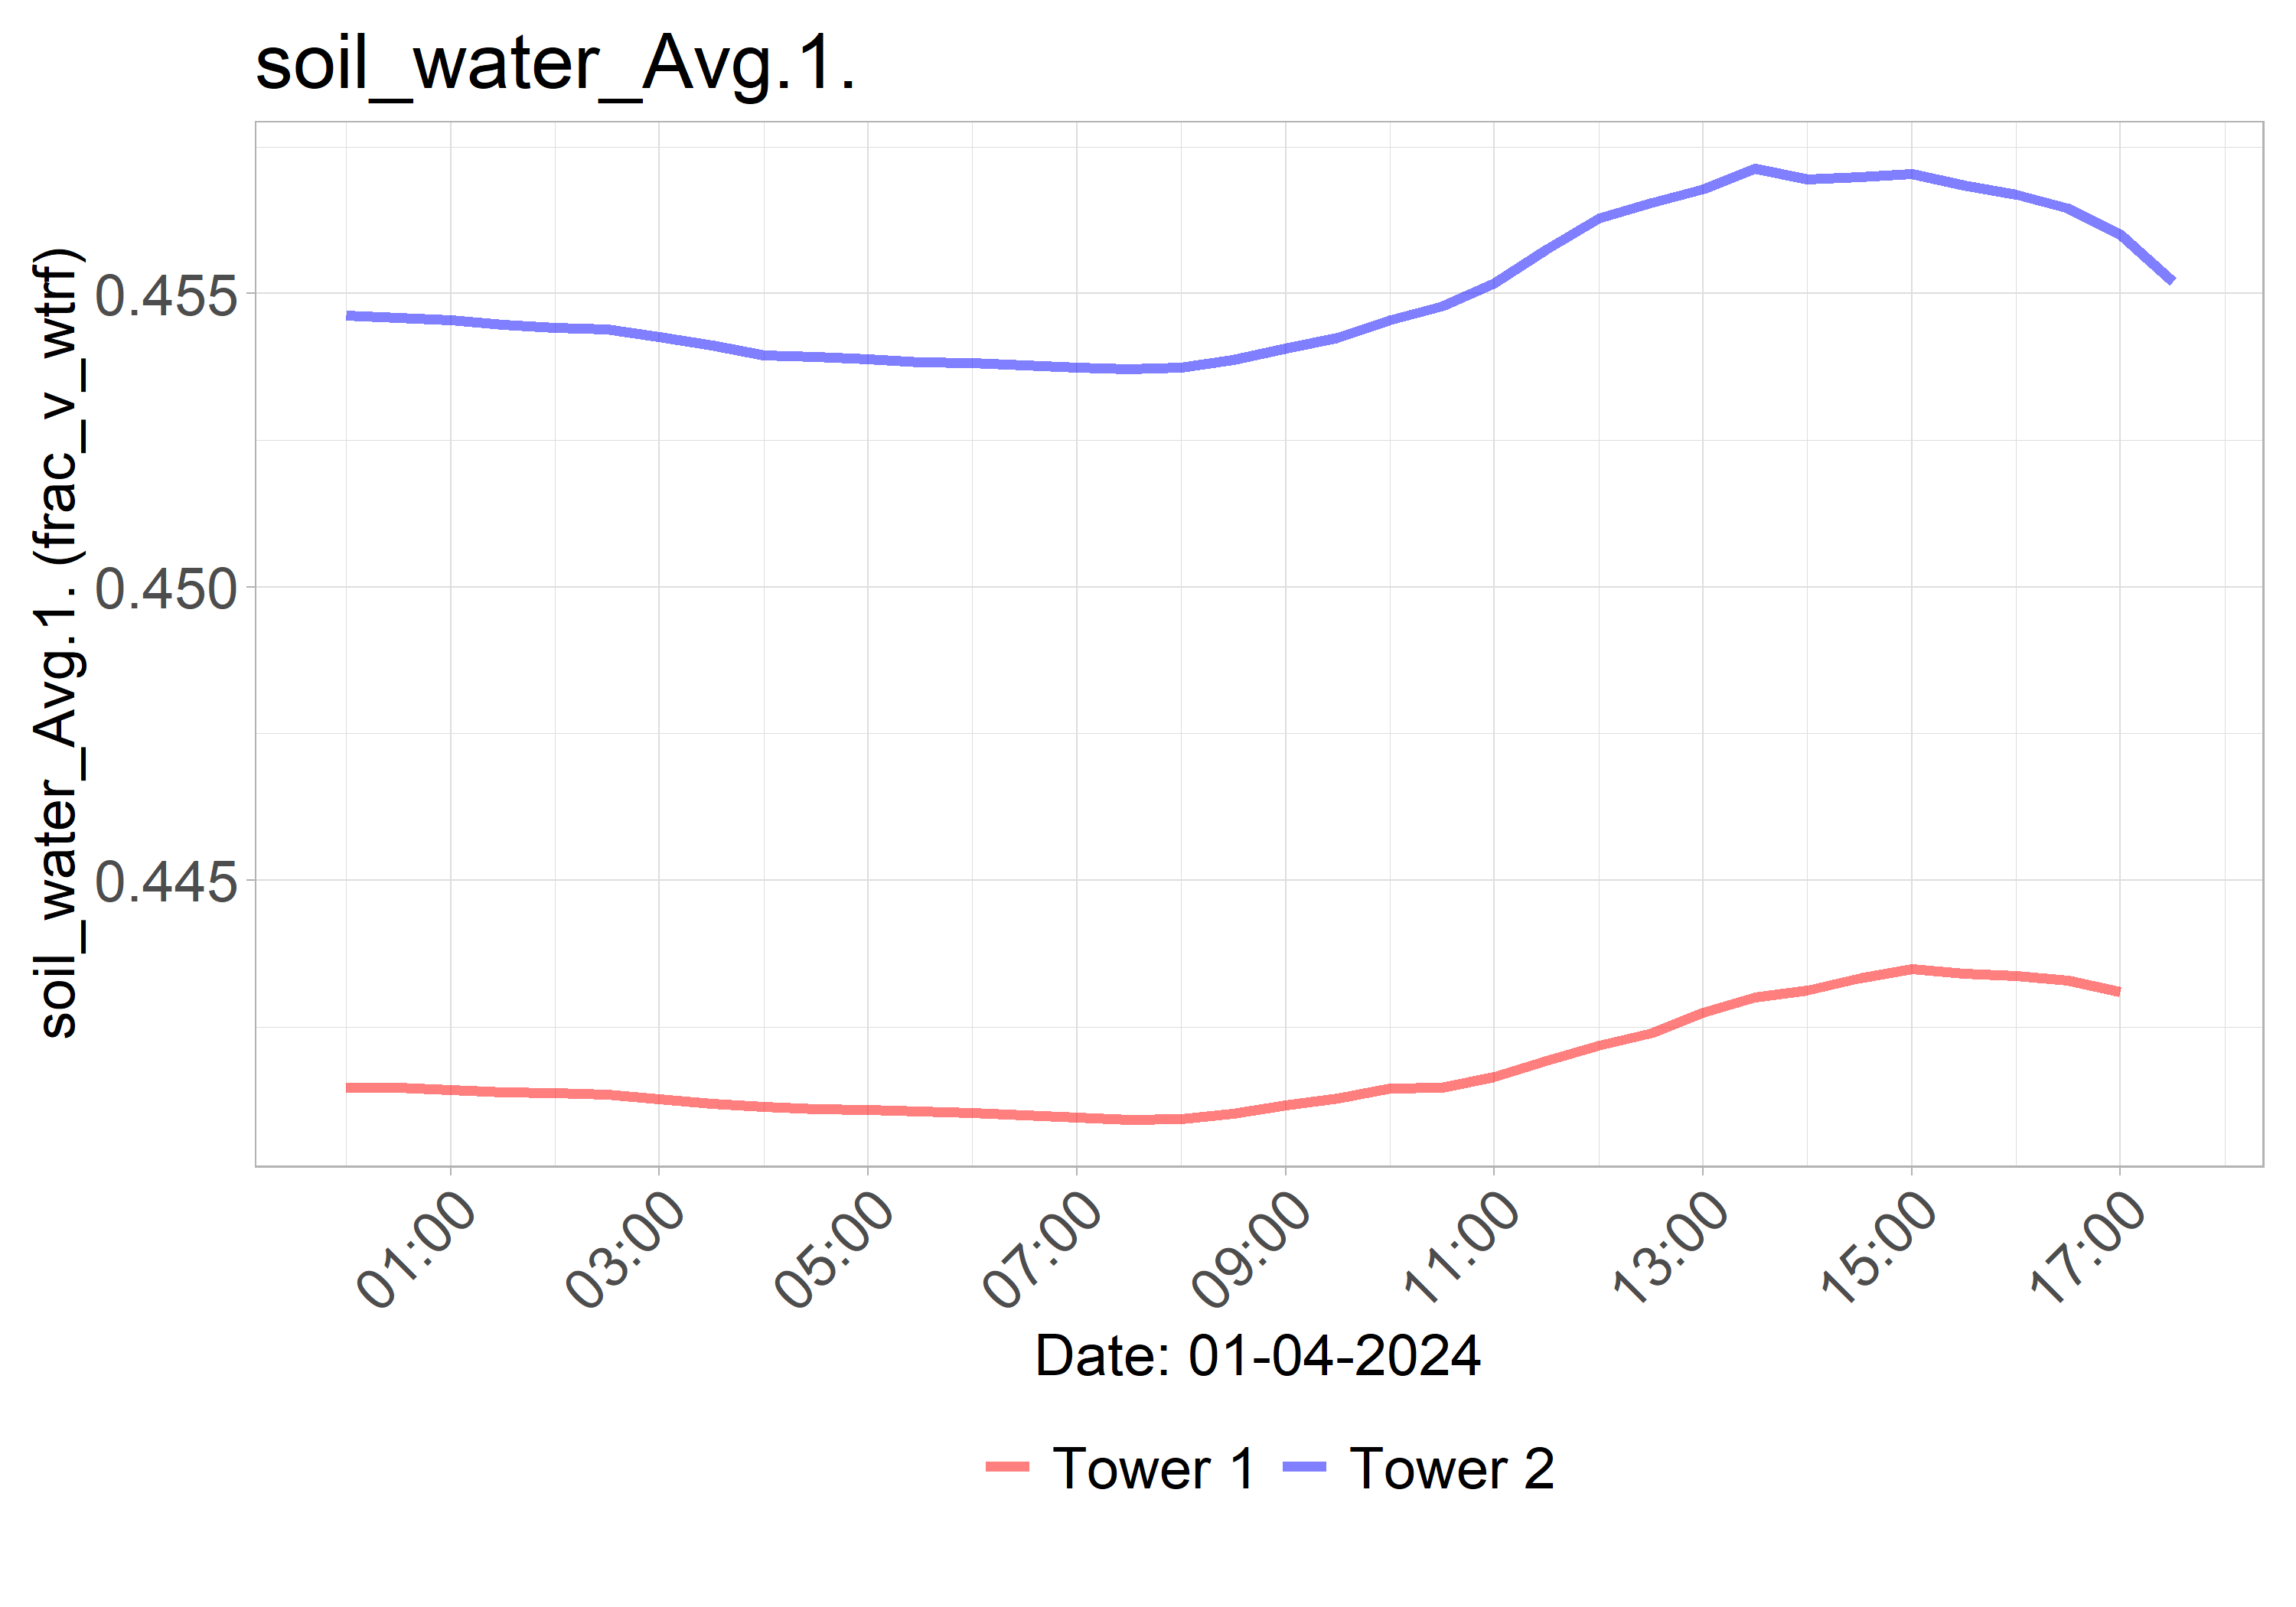 soil_water_Avg.1.
soil_water_Avg.1. (frac_v_wtrf)
0.455
0.450
0.445
01:00
03:00
05:00
07:00
09:00
11:00
13:00
15:00
17:00
Date: 01-04-2024
Tower 1
Tower 2